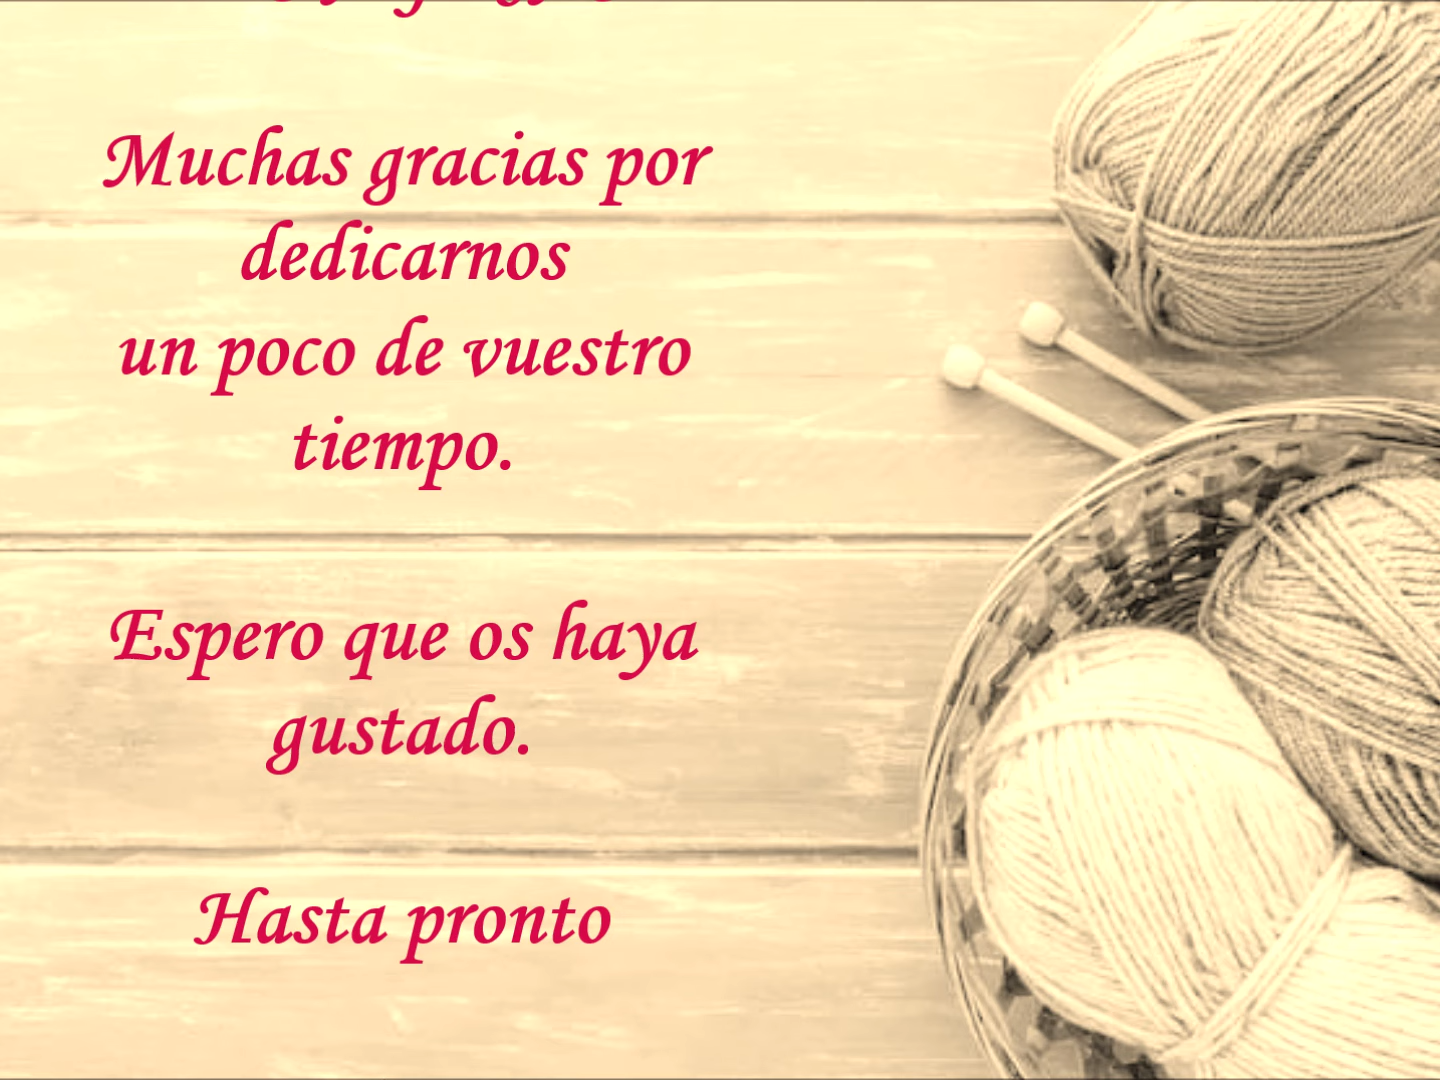 Muchas gracias por
dedicarnos
un poco de vuestro
tiempo.
Espero que os haya
gustado.
Hasta pronto